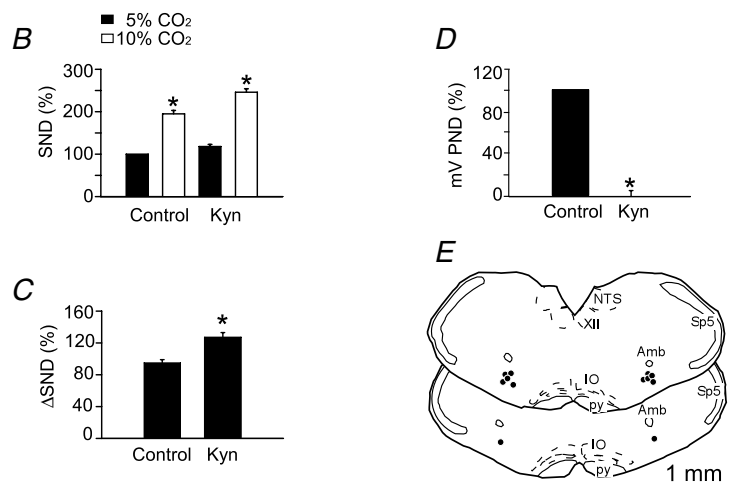 B
5% CO₂
10% CO₂
SND (%)
300
200
100
0
*
*
Control Kyn
C
ΔSND (%)
160
120
80
40
0
*
Control Kyn
D
mV PND (%)
120
80
40
0
*
Control Kyn
E
NTS
XII
Sp5
Amb
IO
py
Sp5
Amb
IO
py
1 mm